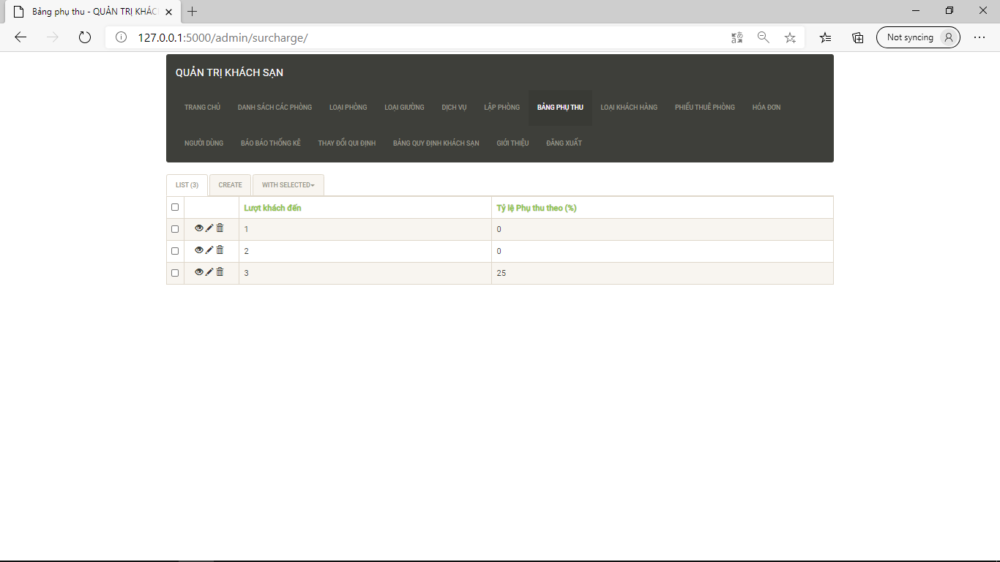 Bảng phụ thu - QUẢN TRỊ KHÁC
127.0.0.1:5000/admin/surcharge/
Not syncing
QUẢN TRỊ KHÁCH SẠN
TRANG CHỦ DANH SÁCH CÁC PHÒNG LOẠI PHÒNG LOẠI GIƯỜNG DỊCH VỤ LẬP PHÒNG BẢNG PHỤ THU LOẠI KHÁCH HÀNG PHIẾU THUÊ PHÒNG HÓA ĐƠN
NGƯỜI DÙNG BÁO BÁO THỐNG KÊ THAY ĐỔI QUI ĐỊNH BẢNG QUY ĐỊNH KHÁCH SẠN GIỚI THIỆU ĐĂNG XUẤT
LIST (3) CREATE WITH SELECTED
Lượt khách đến Tỷ lệ Phụ thu theo (%)
1 0
2 0
3 25